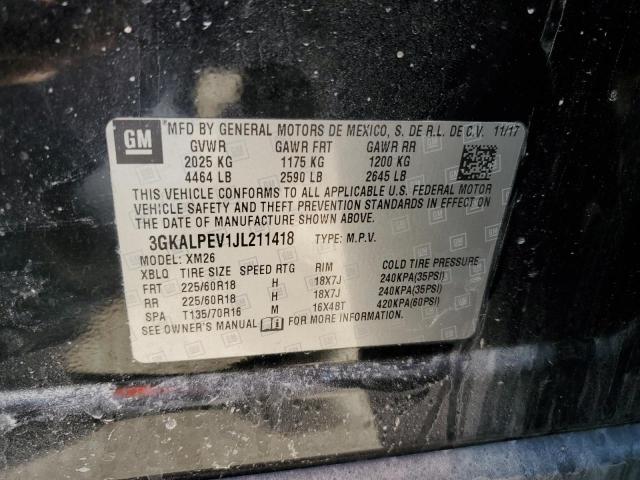 GM MFD BY GENERAL MOTORS DE MEXICO, S. DE R.L. DE C.V. 11/17
GVWR GAWR FRT GAWR RR
2025 KG 1175 KG 1200 KG
4464 LB 2590 LB 2645 LB
THIS VEHICLE CONFORMS TO ALL APPLICABLE U.S. FEDERAL MOTOR
VEHICLE SAFETY AND THEFT PREVENTION STANDARDS IN EFFECT ON
THE DATE OF MANUFACTURE SHOWN ABOVE.
3GKALPEV1JL211418 TYPE: M.P.V.
MODEL: XM26
XBLQ TIRE SIZE SPEED RTG RIM COLD TIRE PRESSURE
FRT 225/60R18 H 18X7J 240KPA(35PSI)
RR 225/60R18 H 18X7J 240KPA(35PSI)
SPA T135/70R16 M 16X4BT 420KPA(60PSI)
SEE OWNER'S MANUAL FOR MORE INFORMATION.